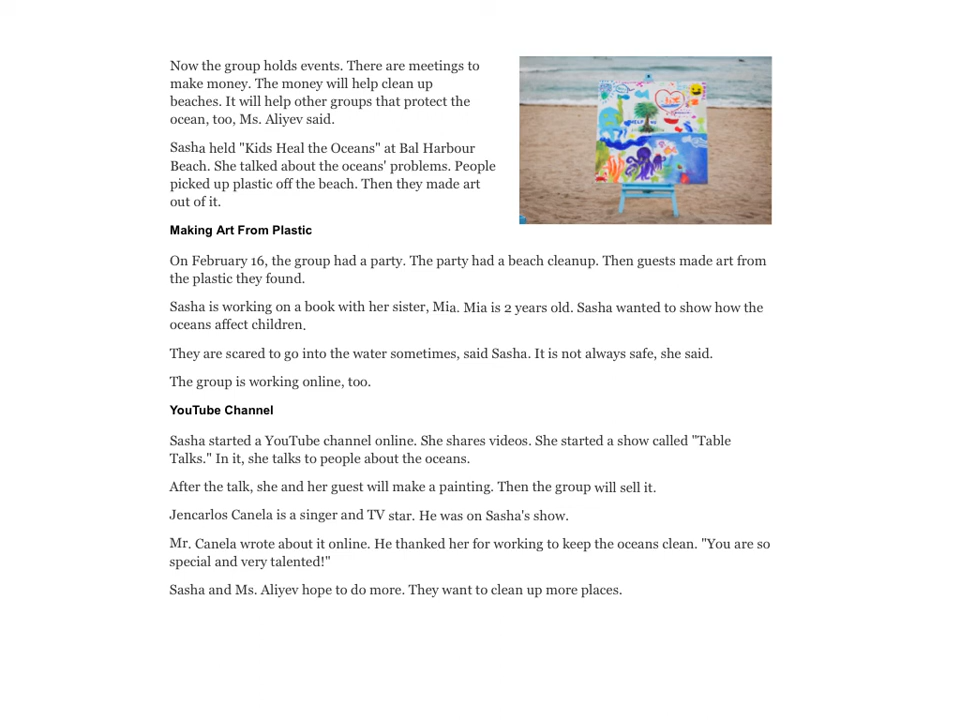 Now the group holds events. There are meetings to
make money. The money will help clean up
beaches. It will help other groups that protect the
ocean, too, Ms. Aliyev said.
Sasha held "Kids Heal the Oceans" at Bal Harbour
Beach. She talked about the oceans' problems. People
picked up plastic off the beach. Then they made art
out of it.
Making Art From Plastic
On February 16, the group had a party. The party had a beach cleanup. Then guests made art from
the plastic they found.
Sasha is working on a book with her sister, Mia. Mia is 2 years old. Sasha wanted to show how the
oceans affect children.
They are scared to go into the water sometimes, said Sasha. It is not always safe, she said.
The group is working online, too.
YouTube Channel
Sasha started a YouTube channel online. She shares videos. She started a show called "Table
Talks." In it, she talks to people about the oceans.
After the talk, she and her guest will make a painting. Then the group will sell it.
Jencarlos Canela is a singer and TV star. He was on Sasha's show.
Mr. Canela wrote about it online. He thanked her for working to keep the oceans clean. "You are so
special and very talented!"
Sasha and Ms. Aliyev hope to do more. They want to clean up more places.